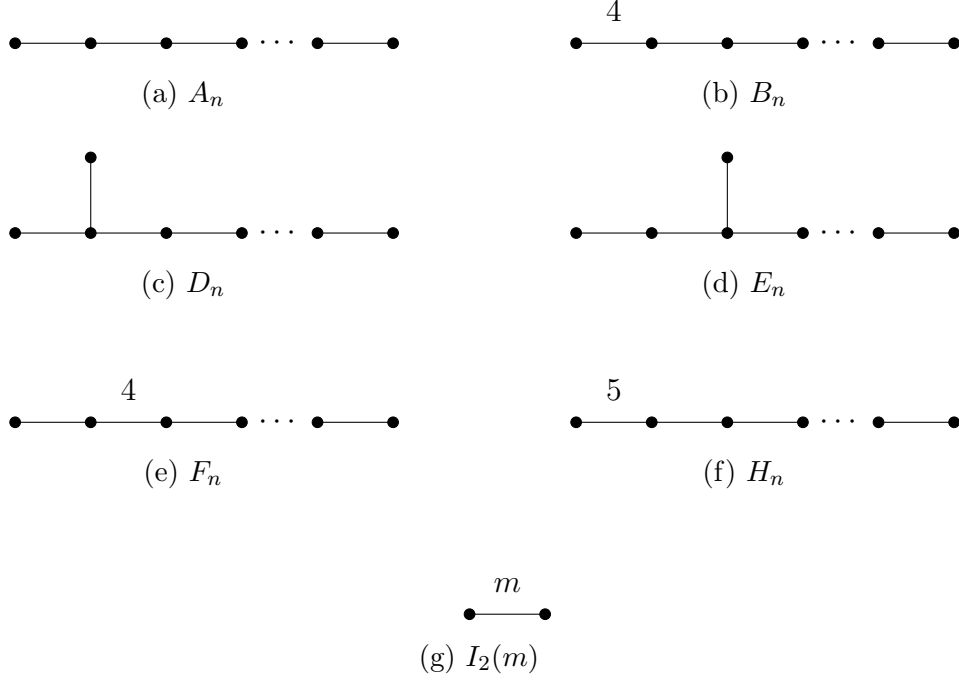 4
(a) $A_n$ (b) $B_n$
(c) $D_n$ (d) $E_n$
4 5
(e) $F_n$ (f) $H_n$
$m$
(g) $I_2(m)$